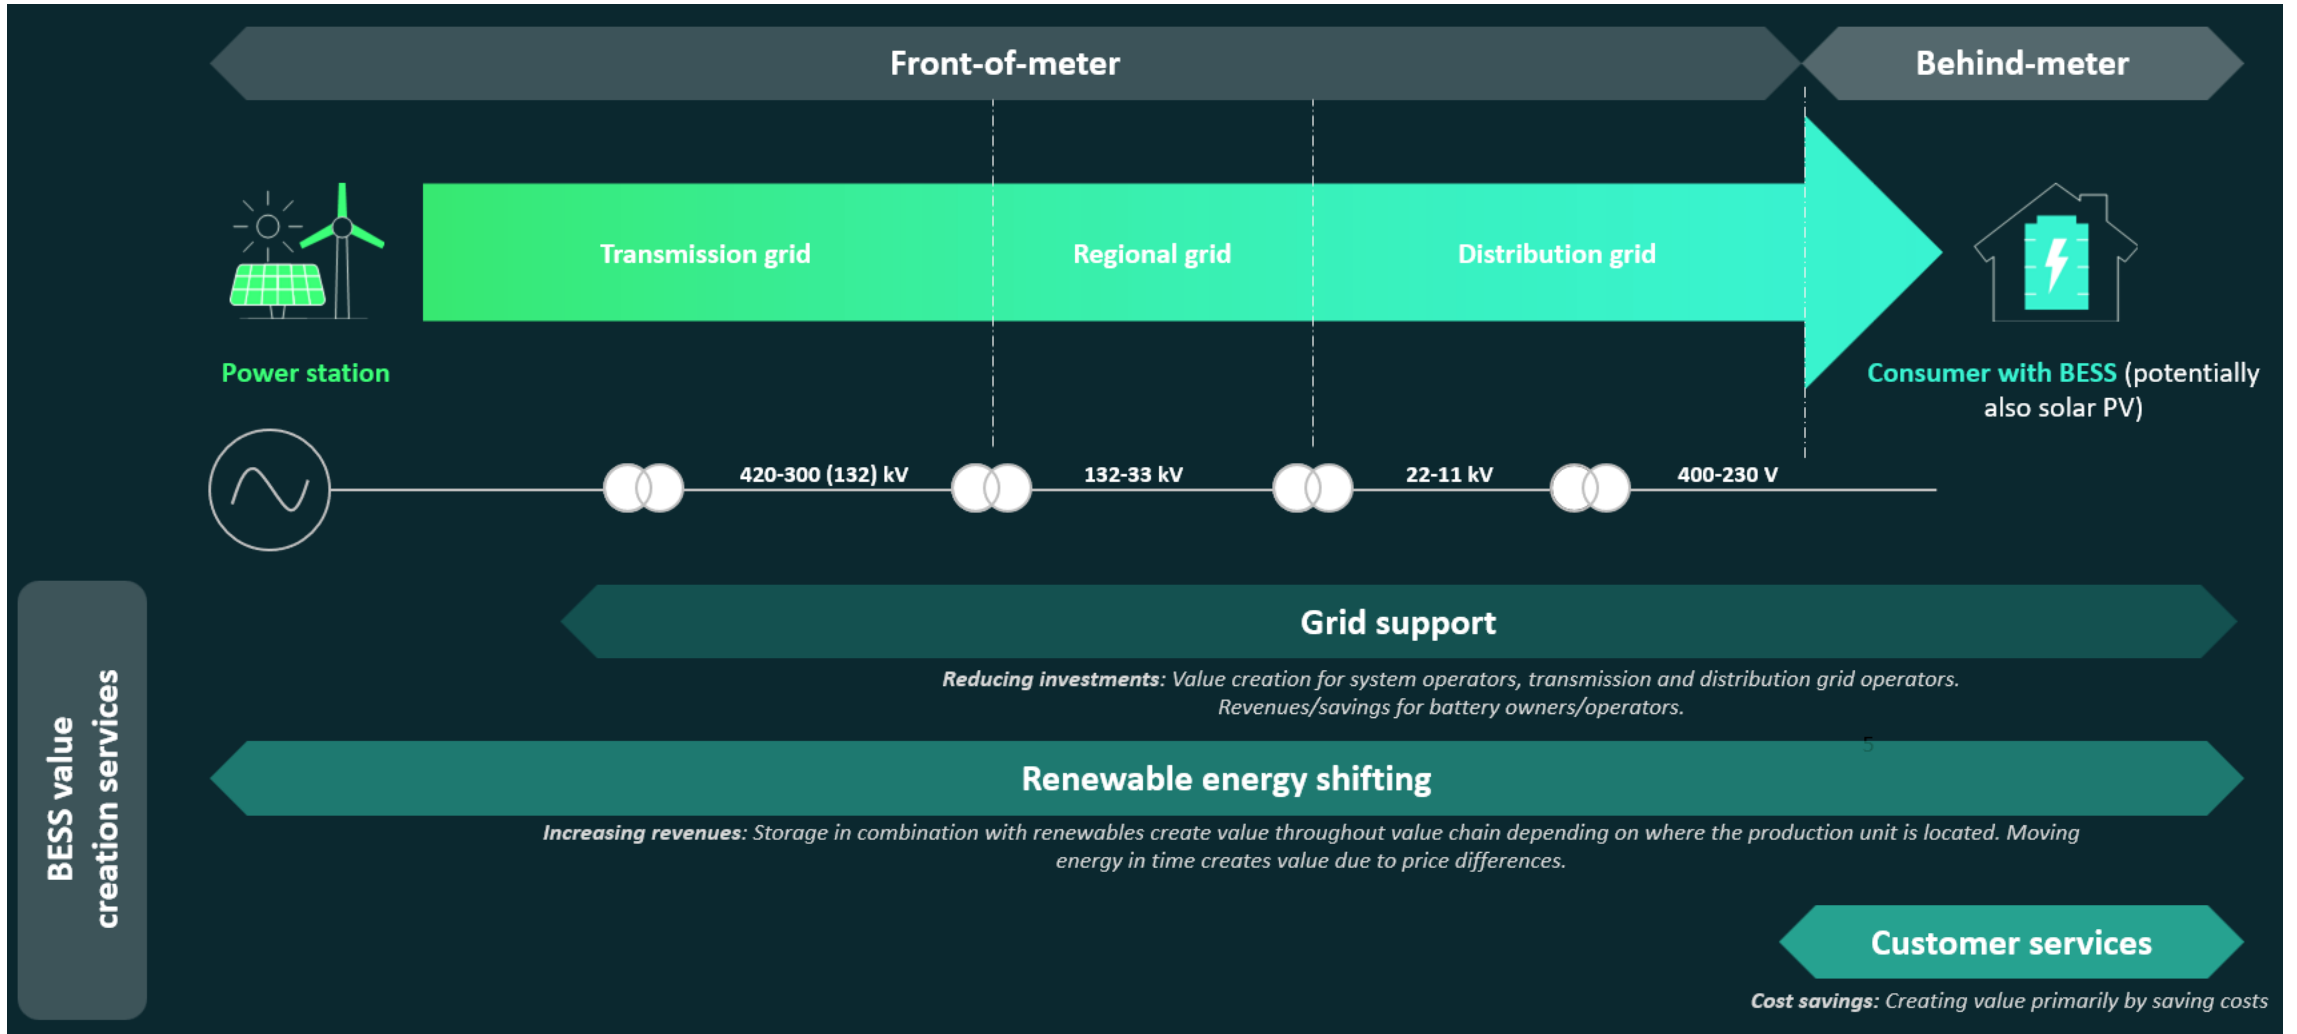 Front-of-meter
Behind-meter
Transmission grid
Regional grid
Distribution grid
Power station
Consumer with BESS (potentially
also solar PV)
420-300 (132) kV
132-33 kV
22-11 kV
400-230 V
BESS value
creation services
Grid support
Reducing investments: Value creation for system operators, transmission and distribution grid operators.
Revenues/savings for battery owners/operators.
5
Renewable energy shifting
Increasing revenues: Storage in combination with renewables create value throughout value chain depending on where the production unit is located. Moving
energy in time creates value due to price differences.
Customer services
Cost savings: Creating value primarily by saving costs